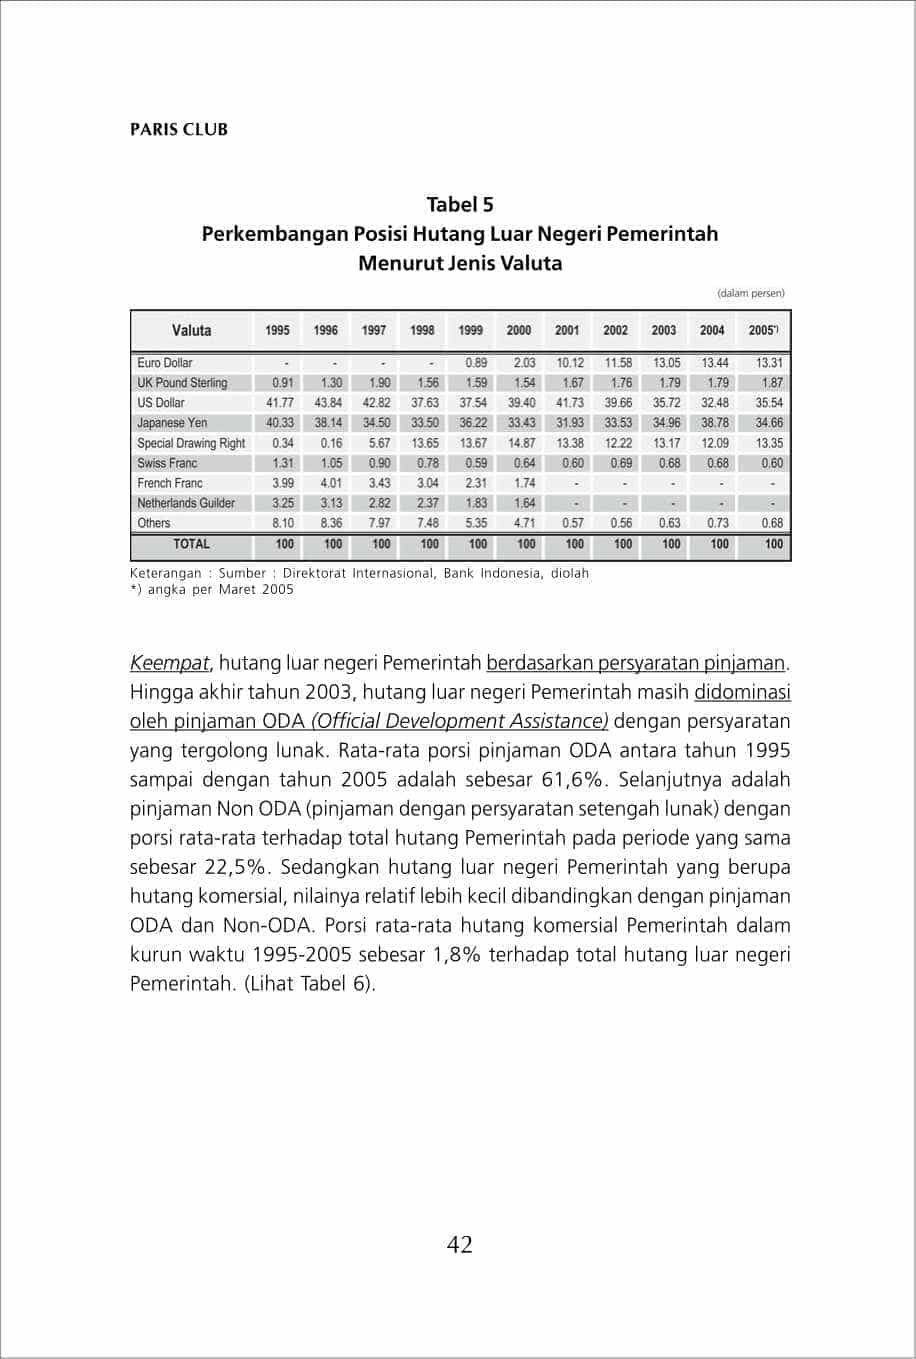 PARIS CLUB
Tabel 5
Perkembangan Posisi Hutang Luar Negeri Pemerintah
Menurut Jenis Valuta
(dalam persen)
Valuta 1995 1996 1997 1998 1999 2000 2001 2002 2003 2004 2005*)
Euro Dollar - - - - 0.89 2.03 10.12 11.58 13.05 13.44 13.31
UK Pound Sterling 0.91 1.30 1.90 1.56 1.59 1.54 1.67 1.76 1.79 1.79 1.87
US Dollar 41.77 43.84 42.82 37.63 37.54 39.40 41.73 39.66 35.72 32.48 35.54
Japanese Yen 40.33 38.14 34.50 33.50 36.22 33.43 31.93 33.53 34.96 38.78 34.66
Special Drawing Right 0.34 0.16 5.67 13.65 13.67 14.87 13.38 12.22 13.17 12.09 13.35
Swiss Franc 1.31 1.05 0.90 0.78 0.59 0.64 0.60 0.69 0.68 0.68 0.60
French Franc 3.99 4.01 3.43 3.04 2.31 1.74 - - - - -
Netherlands Guilder 3.25 3.13 2.82 2.37 1.83 1.64 - - - - -
Others 8.10 8.36 7.97 7.48 5.35 4.71 0.57 0.56 0.63 0.73 0.68
TOTAL 100 100 100 100 100 100 100 100 100 100 100
Keterangan : Sumber : Direktorat Internasional, Bank Indonesia, diolah
*) angka per Maret 2005
Keempat, hutang luar negeri Pemerintah berdasarkan persyaratan pinjaman.
Hingga akhir tahun 2003, hutang luar negeri Pemerintah masih didominasi
oleh pinjaman ODA (Official Development Assistance) dengan persyaratan
yang tergolong lunak. Rata-rata porsi pinjaman ODA antara tahun 1995
sampai dengan tahun 2005 adalah sebesar 61,6%. Selanjutnya adalah
pinjaman Non ODA (pinjaman dengan persyaratan setengah lunak) dengan
porsi rata-rata terhadap total hutang Pemerintah pada periode yang sama
sebesar 22,5%. Sedangkan hutang luar negeri Pemerintah yang berupa
hutang komersial, nilainya relatif lebih kecil dibandingkan dengan pinjaman
ODA dan Non-ODA. Porsi rata-rata hutang komersial Pemerintah dalam
kurun waktu 1995-2005 sebesar 1,8% terhadap total hutang luar negeri
Pemerintah. (Lihat Tabel 6).
42